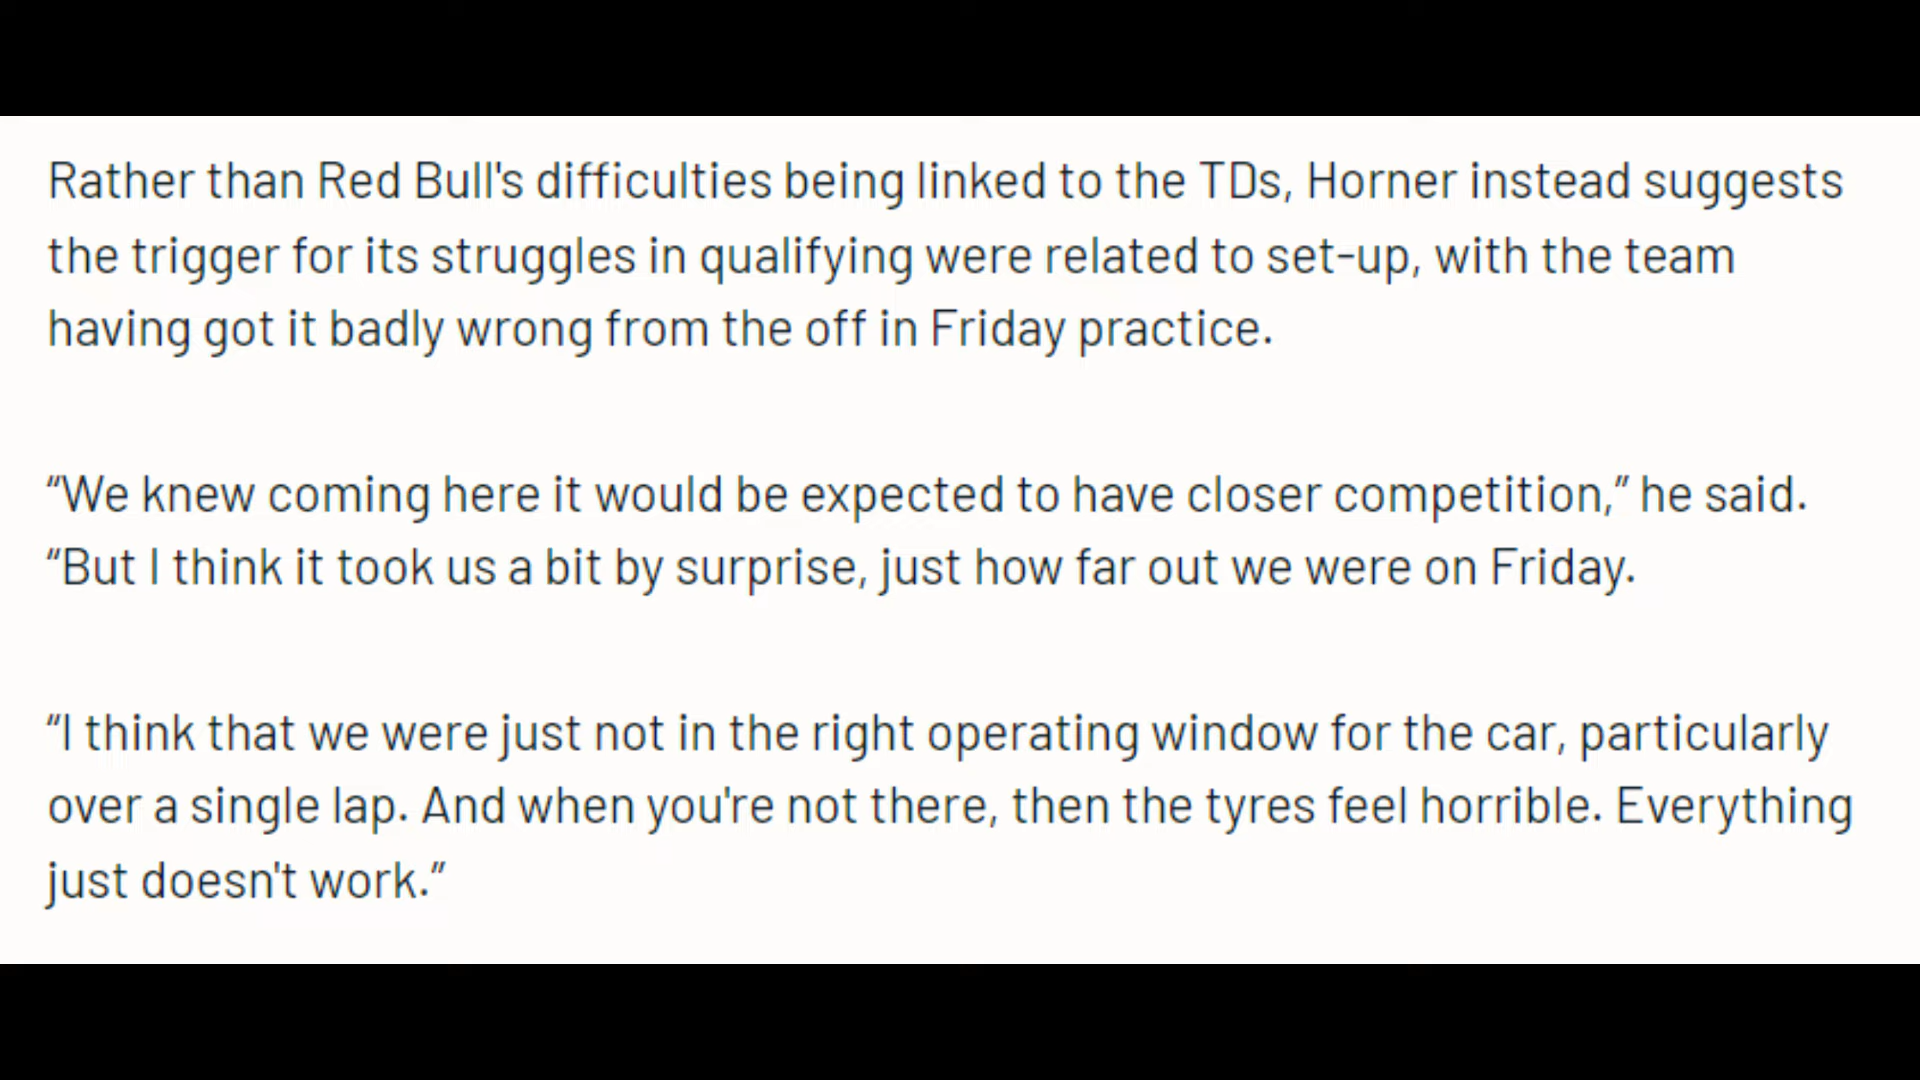 Rather than Red Bull's difficulties being linked to the TDs, Horner instead suggests
the trigger for its struggles in qualifying were related to set-up, with the team
having got it badly wrong from the off in Friday practice.
“We knew coming here it would be expected to have closer competition,” he said.
“But I think it took us a bit by surprise, just how far out we were on Friday.
“I think that we were just not in the right operating window for the car, particularly
over a single lap. And when you're not there, then the tyres feel horrible. Everything
just doesn't work.”